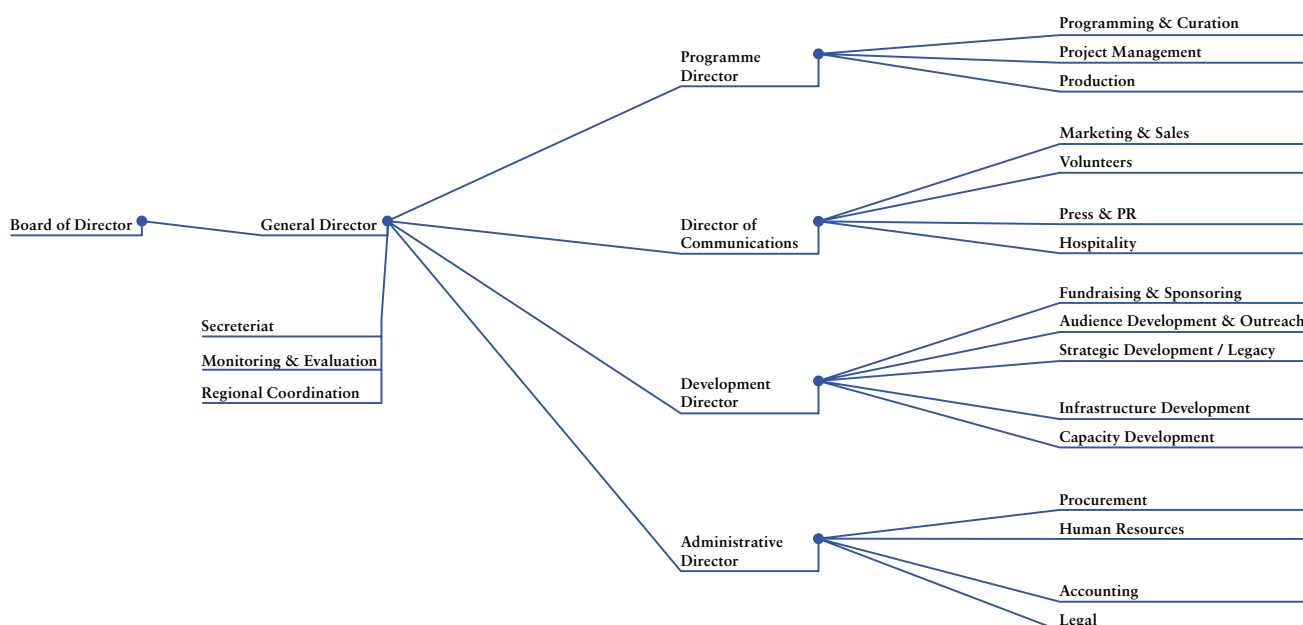 Board of Director
General Director
Secreteriat
Monitoring & Evaluation
Regional Coordination
Programme
Director
Programming & Curation
Project Management
Production
Director of
Communications
Marketing & Sales
Volunteers
Press & PR
Hospitality
Development
Director
Fundraising & Sponsoring
Audience Development & Outreach
Strategic Development / Legacy
Infrastructure Development
Capacity Development
Administrative
Director
Procurement
Human Resources
Accounting
Legal